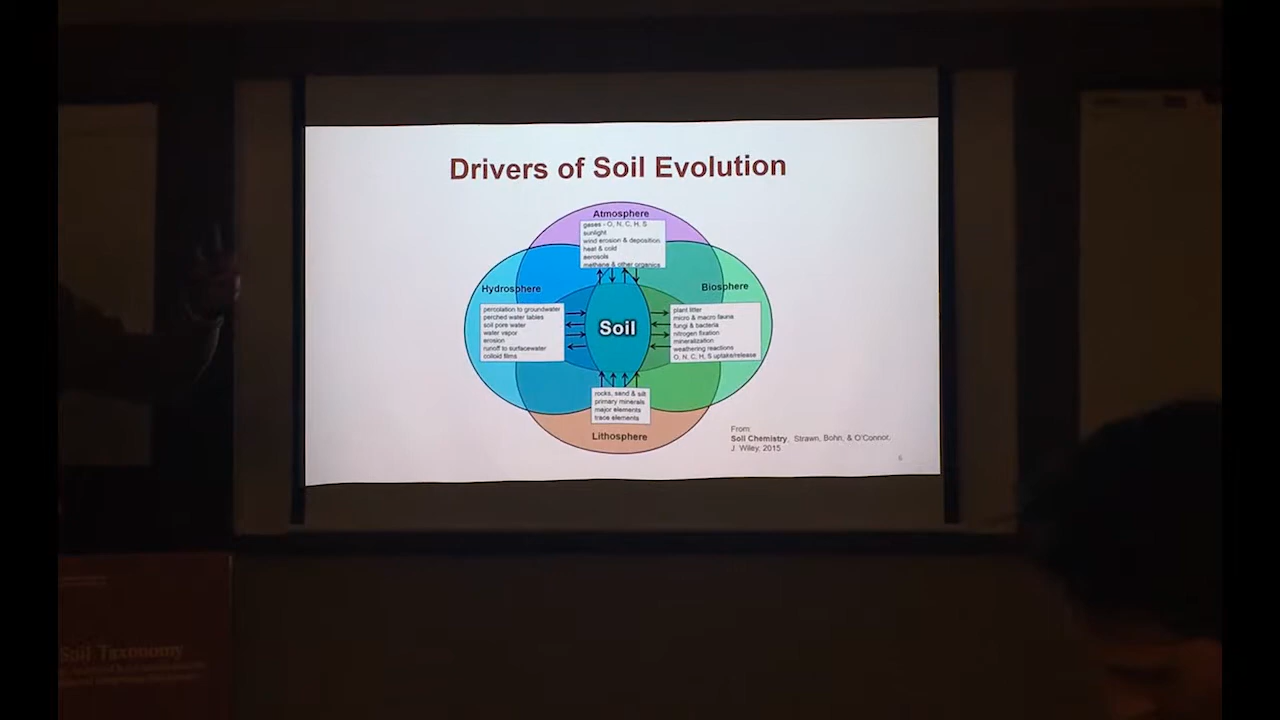 Drivers of Soil Evolution
Atmosphere
gases - O, N, C, H, S
sunlight
wind erosion & deposition
heat & cold
aerosols
methane & other organics
Hydrosphere
percolation to groundwater
perched water tables
soil pore water
water vapor
erosion
runoff to surfacewater
colloid films
Soil
Biosphere
plant litter
micro & macro fauna
fungi & bacteria
nitrogen fixation
mineralization
weathering reactions
O, N, C, H, S uptake/release
rocks, sand & silt
primary minerals
major elements
trace elements
Lithosphere
From:
Soil Chemistry, Strawn, Bohn, & O'Connor,
J. Wiley, 2015
6
Soil Taxonomy